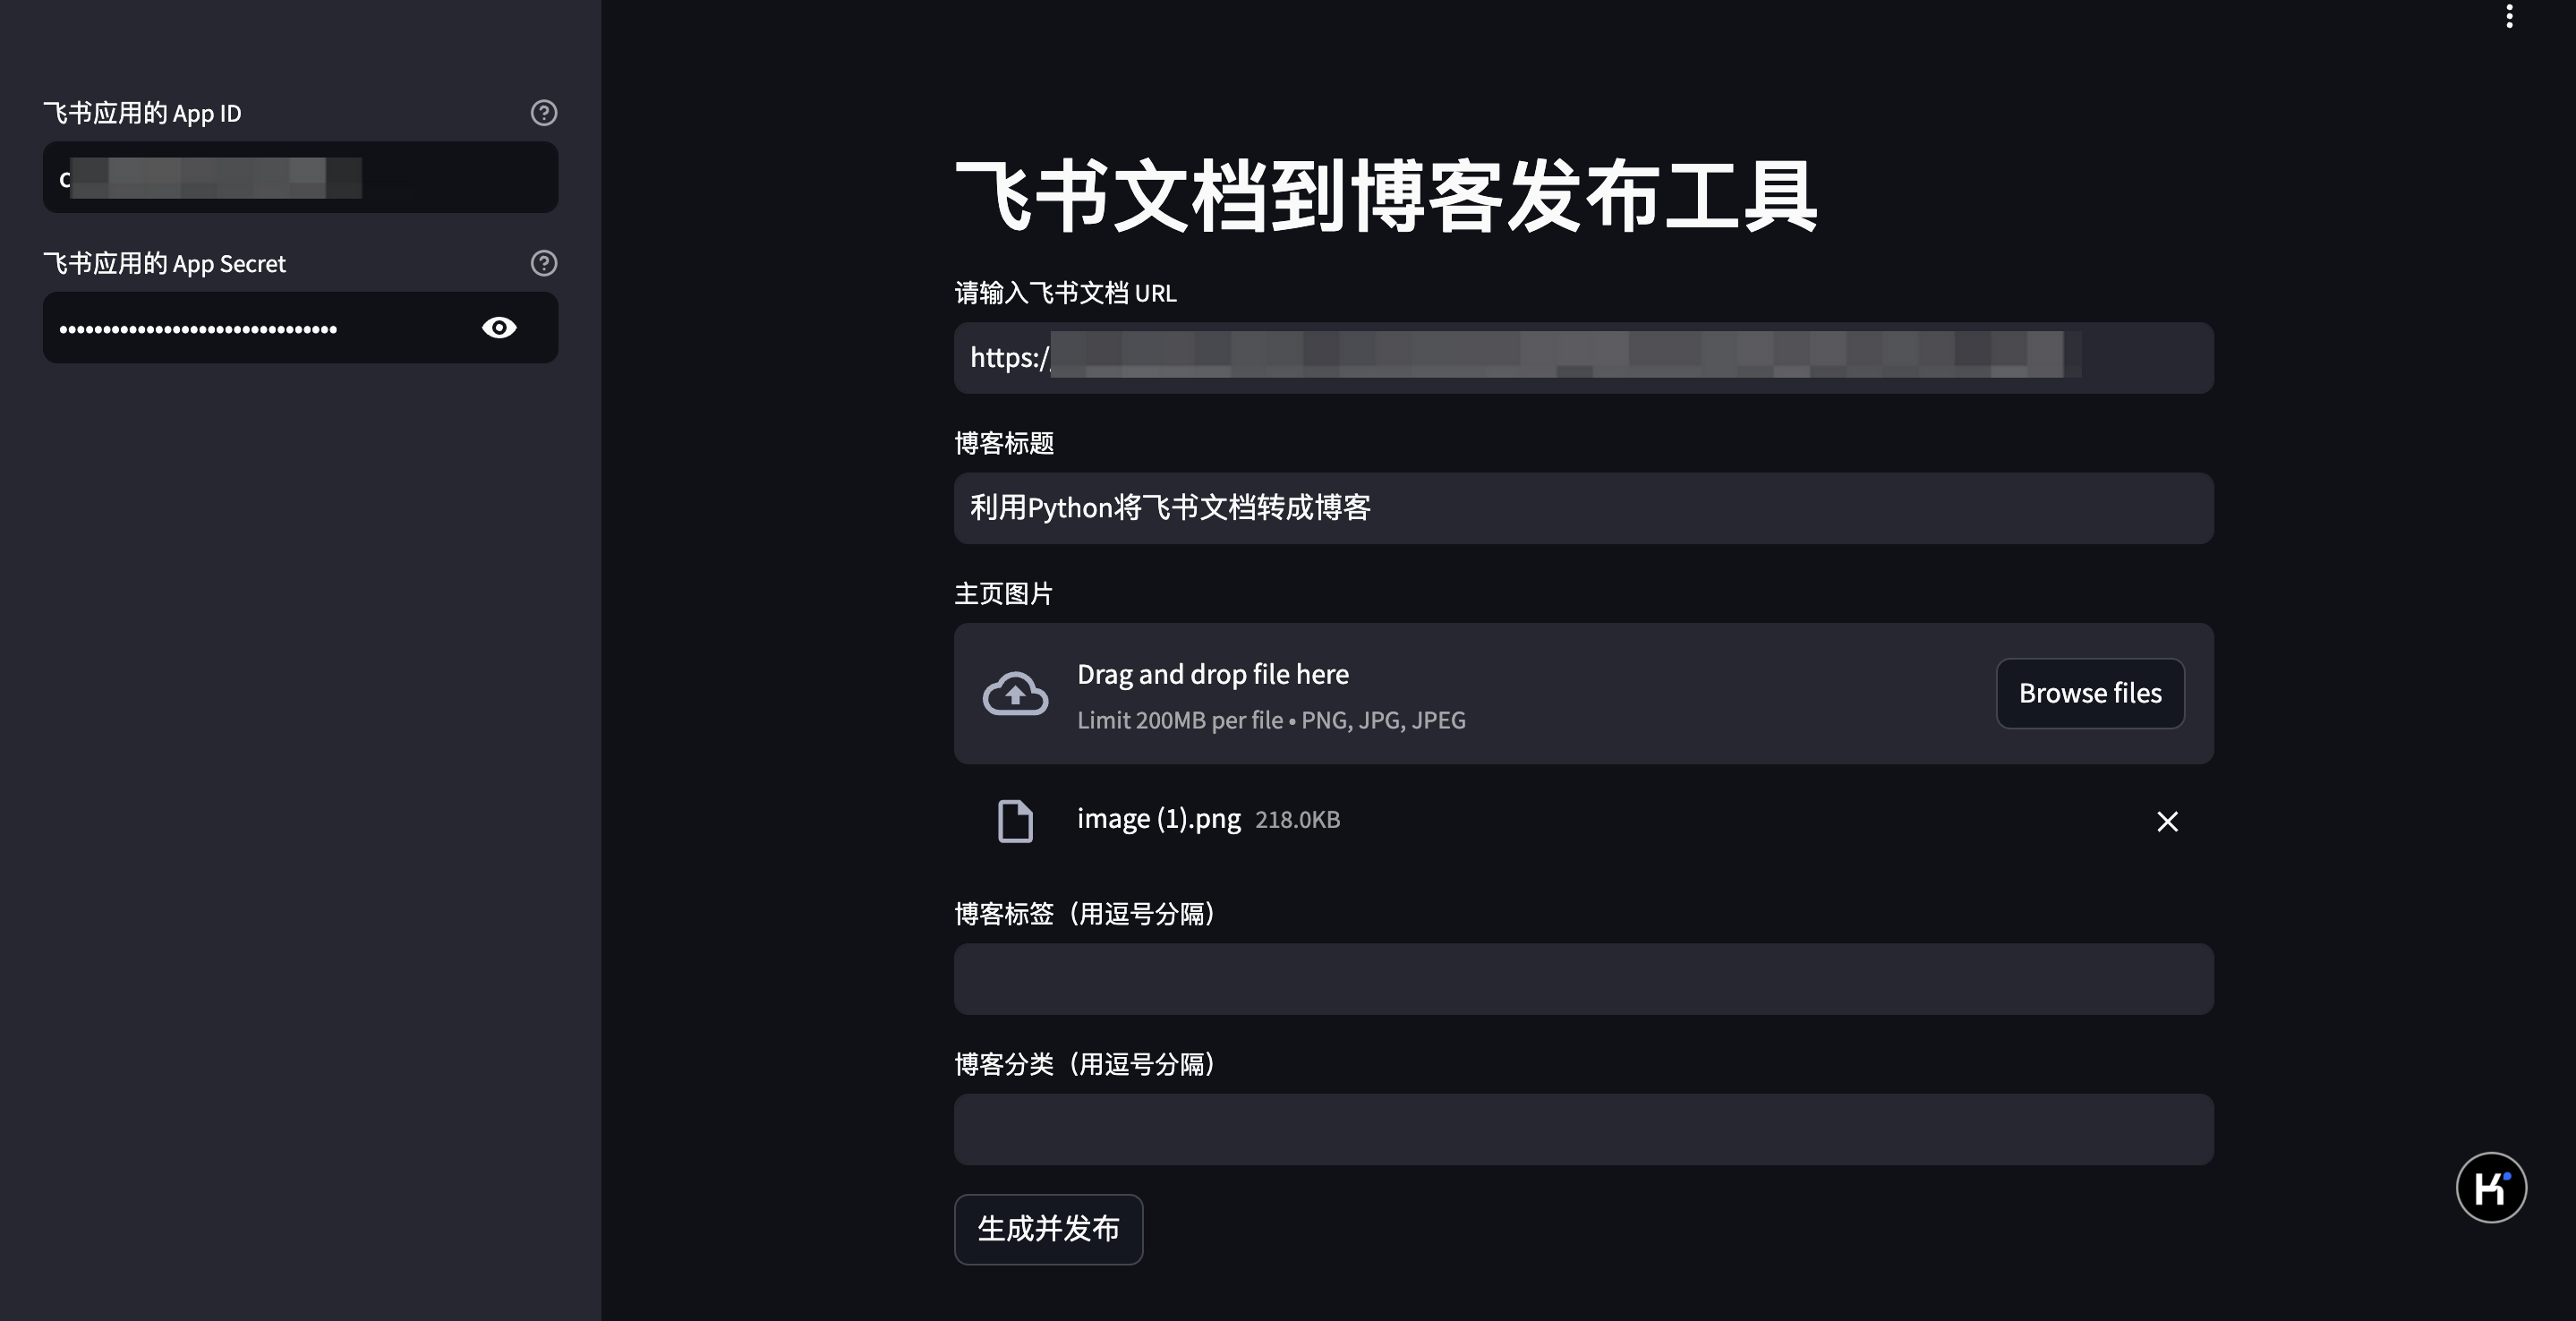 飞书应用的 App ID
c
飞书应用的 App Secret
飞书文档到博客发布工具
请输入飞书文档 URL
https:/
博客标题
利用Python将飞书文档转成博客
主页图片
Drag and drop file here
Limit 200MB per file • PNG, JPG, JPEG
Browse files
image (1).png 218.0KB
博客标签（用逗号分隔）
博客分类（用逗号分隔）
生成并发布